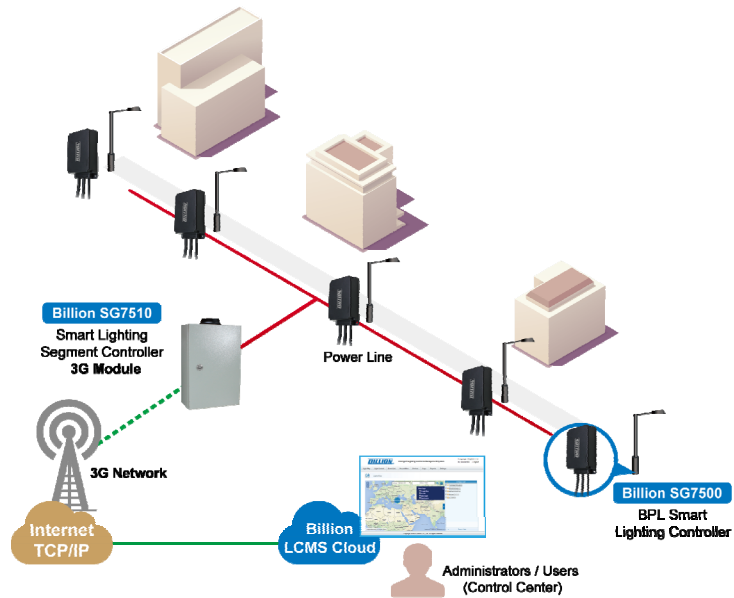 Billion SG7510
Smart Lighting
Segment Controller
3G Module
Power Line
3G Network
Internet
TCP/IP
Billion
LCMS Cloud
BILLION
Administrators / Users
(Control Center)
Billion SG7500
BPL Smart
Lighting Controller